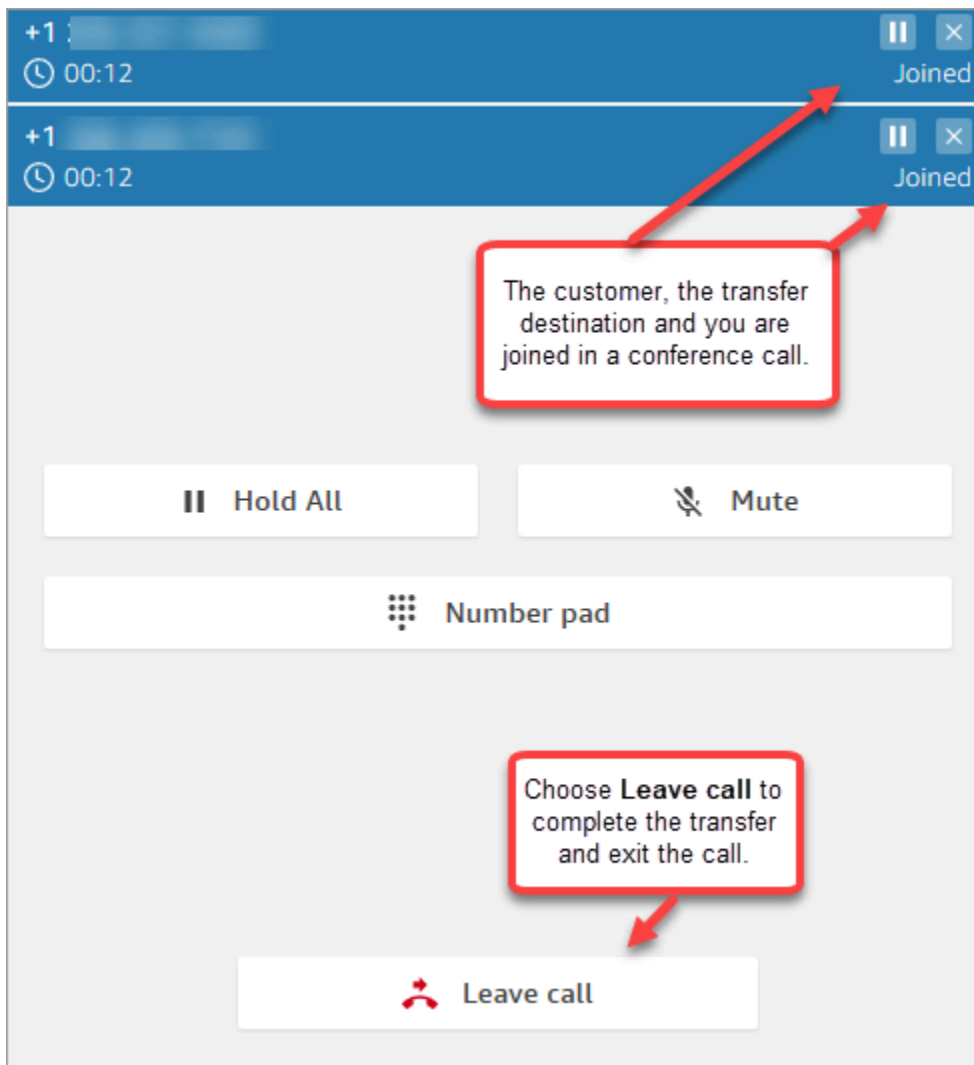 +1
00:12
Joined
+1
00:12
Joined
The customer, the transfer
destination and you are
joined in a conference call.
Hold All
Mute
Number pad
Choose Leave call to
complete the transfer
and exit the call.
Leave call